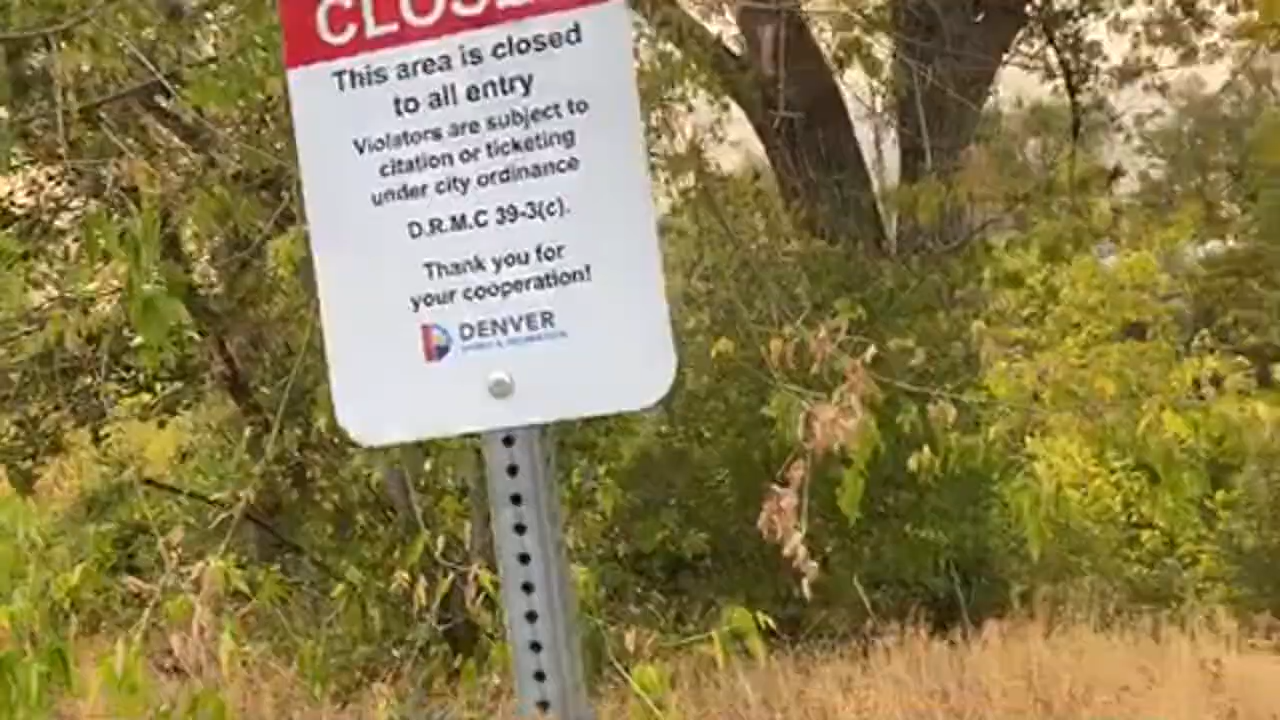 This area is closed
to all entry
Violators are subject to
citation or ticketing
under city ordinance
D.R.M.C 39-3(c).
Thank you for
your cooperation!
DENVER